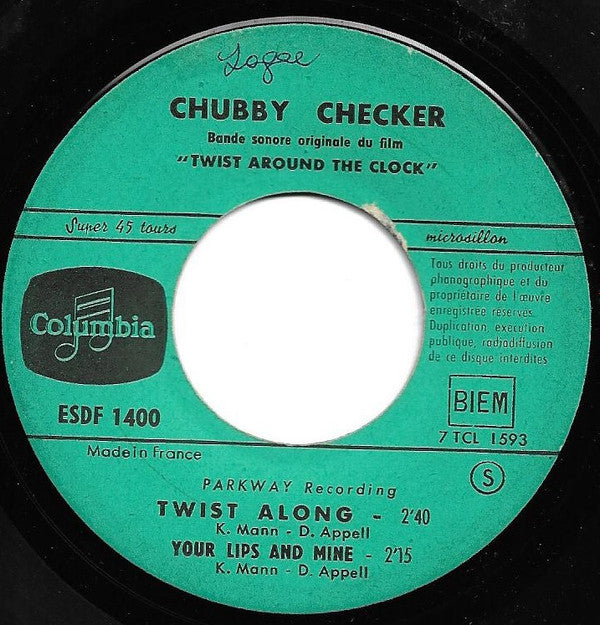 CHUBBY CHECKER
Bande sonore originale du film
"TWIST AROUND THE CLOCK"
Super 45 tours
microsillon
Columbia
Tous droits du producteur
phonographique et du
propriétaire de l'œuvre
enregistrée réservés.
Duplication, execution
publique, radiodiffusion
de ce disque interdites
ESDF 1400
BIEM
7 TCL 1593
Made in France
S
PARKWAY Recording
TWIST ALONG - 2'40
K. Mann - D. Appell
YOUR LIPS AND MINE - 2'15
K. Mann - D. Appell